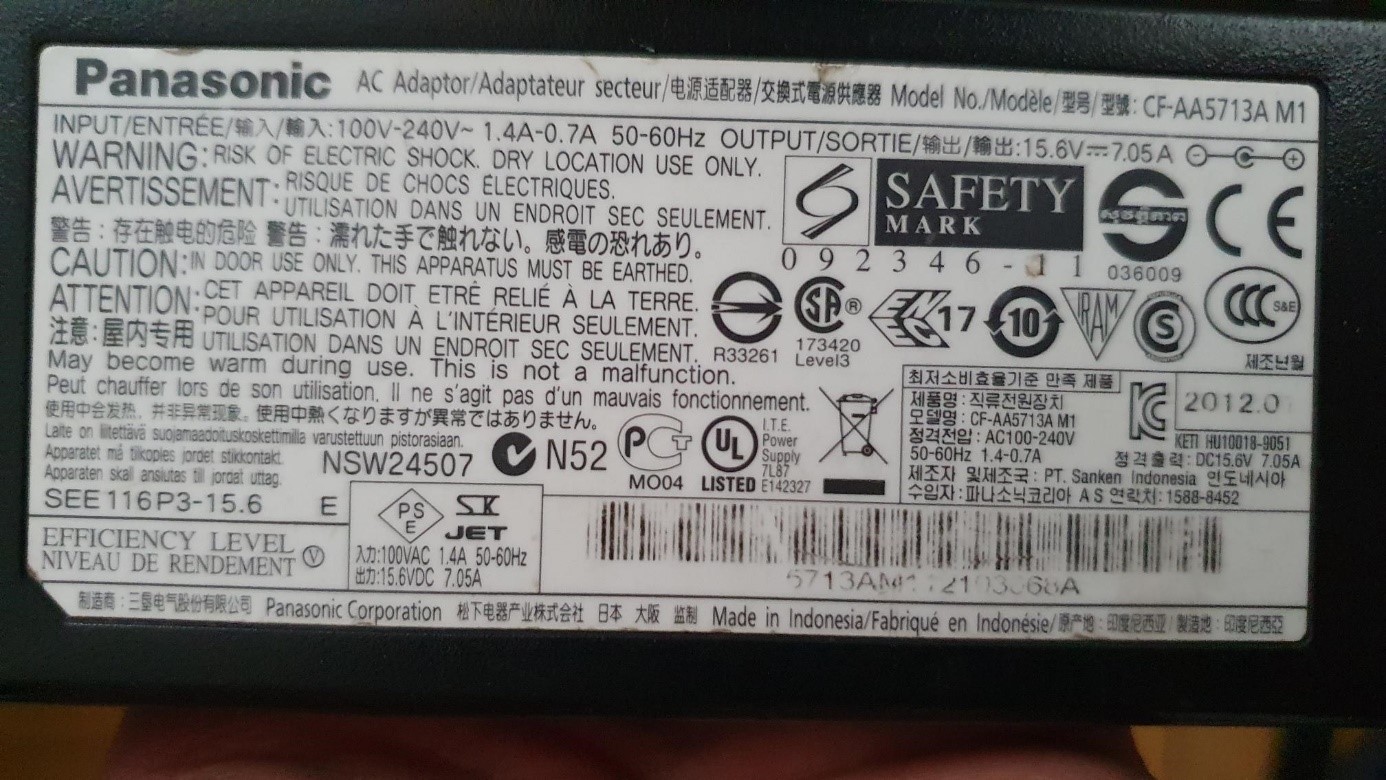 Panasonic AC Adaptor/Adaptateur secteur/电源适配器/交換式電源供應器 Model No./Modèle/型号/型號: CF-AA5713A M1
INPUT/ENTRÉE/输入/輸入:100V-240V~ 1.4A-0.7A 50-60Hz OUTPUT/SORTIE/输出/輸出:15.6V⎓7.05A
WARNING: RISK OF ELECTRIC SHOCK. DRY LOCATION USE ONLY.
AVERTISSEMENT: RISQUE DE CHOCS ÉLECTRIQUES.
UTILISATION DANS UN ENDROIT SEC SEULEMENT.
警告：存在触电的危险 警告：濡れた手で触れない。感電の恐れあり。
CAUTION: IN DOOR USE ONLY. THIS APPARATUS MUST BE EARTHED.
ATTENTION: CET APPAREIL DOIT ETRÊ RELIÉ À LA TERRE.
POUR UTILISATION À L'INTÉRIEUR SEULEMENT.
注意:屋内专用 UTILISATION DANS UN ENDROIT SEC SEULEMENT.
May become warm during use. This is not a malfunction.
Peut chauffer lors de son utilisation. Il ne s'agit pas d'un mauvais fonctionnement.
使用中会发热，并非异常现象。使用中熱くなりますが異常ではありません。
Laite on liitettävä suojamaadoituskoskettimilla varustettuun pistorasiaan.
Apparatet må tilkoples jordet stikkontakt.
Apparaten skall anslutas till jordat uttag.
NSW24507 N52
SEE116P3-15.6 E
EFFICIENCY LEVEL
NIVEAU DE RENDEMENT V
SAFETY
MARK
092346-11
036009
CE
R33261
SA ®
173420
Level3
17
10
IRAM
S
CCC S&E
PCT
MO04
UL
LISTED
I.T.E.
Power
Supply
7L87
E142327
제조년월
2012.0
최저소비효율기준 만족 제품
제품명 : 직류전원장치
모델명 : CF-AA5713A M1
정격전압 : AC100-240V
50-60Hz 1.4-0.7A
KETI HU10018-9051
정격출력 : DC15.6V 7.05A
제조자 및제조국 : PT. Sanken Indonesia 인도네시아
수입자 : 파나소닉코리아 A S 연락처: 1588-8452
PS
E
JET
入力:100VAC 1.4A 50-60Hz
出力:15.6VDC 7.05A
制造商：三垦电气股份有限公司 Panasonic Corporation 松下电器产业株式会社 日本 大阪 监制 Made in Indonesia/Fabriqué en Indonésie/原产地：印度尼西亚/製造地：印度尼西亞